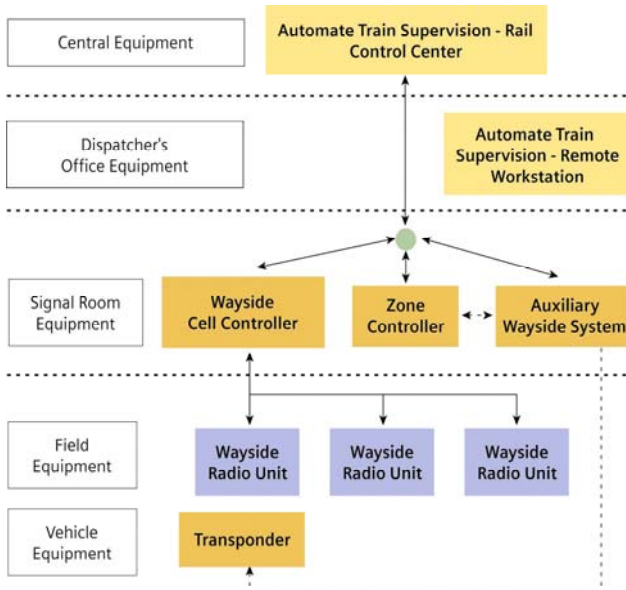 Central Equipment
Automate Train Supervision - Rail
Control Center
Dispatcher's
Office Equipment
Automate Train
Supervision - Remote
Workstation
Signal Room
Equipment
Wayside
Cell Controller
Zone
Controller
Auxiliary
Wayside System
Field
Equipment
Wayside
Radio Unit
Wayside
Radio Unit
Wayside
Radio Unit
Vehicle
Equipment
Transponder